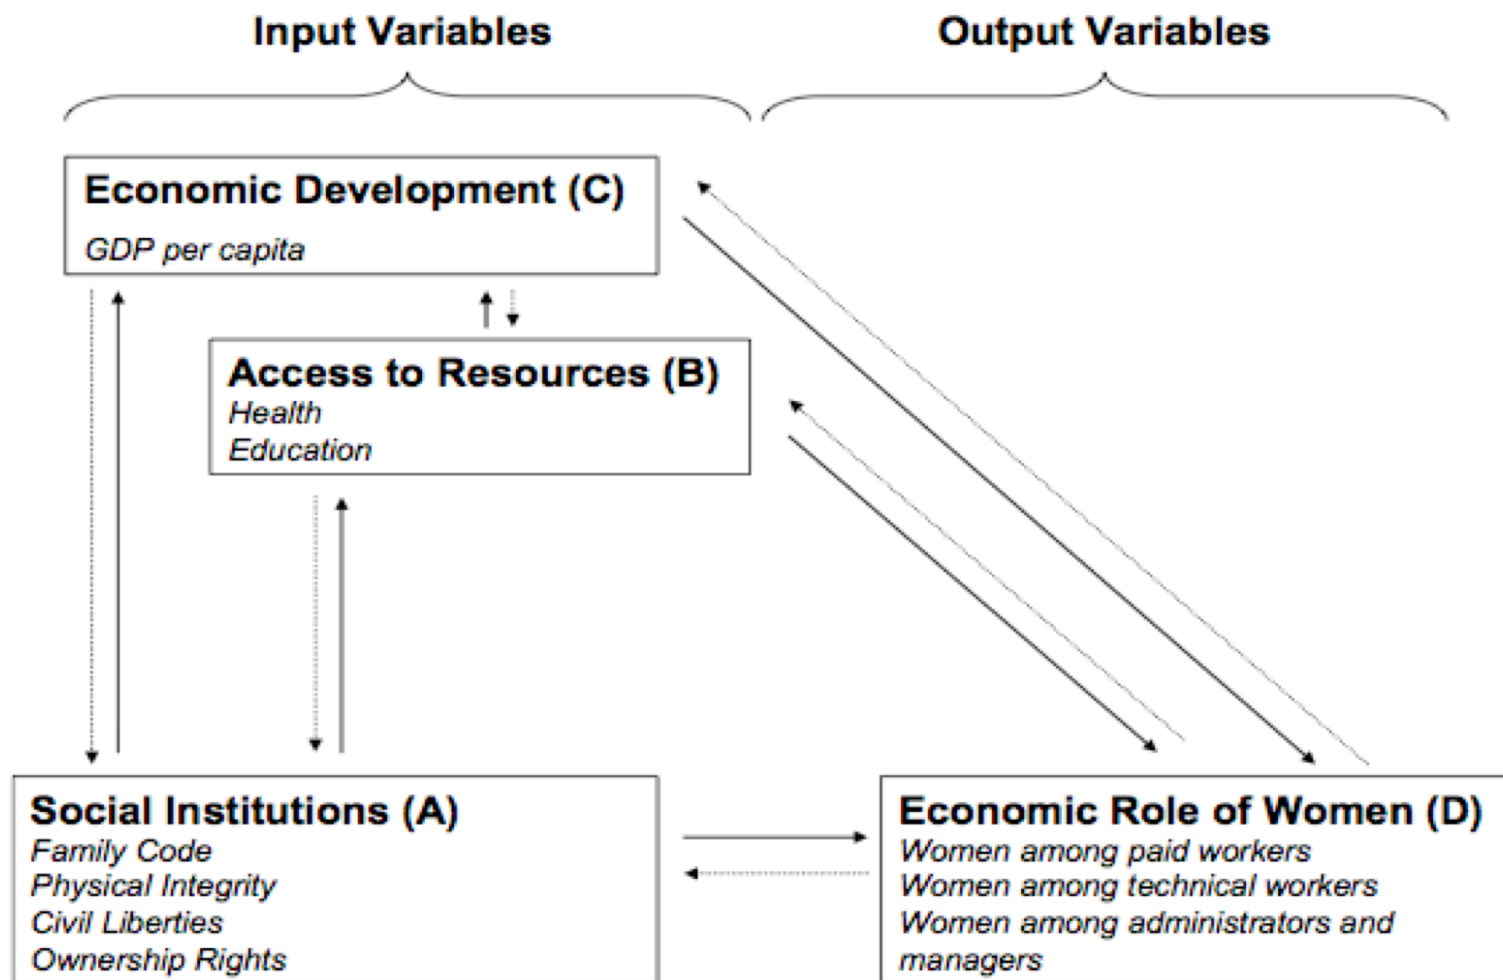 Input Variables
Output Variables
Economic Development (C)
GDP per capita
Access to Resources (B)
Health
Education
Social Institutions (A)
Family Code
Physical Integrity
Civil Liberties
Ownership Rights
Economic Role of Women (D)
Women among paid workers
Women among technical workers
Women among administrators and
managers